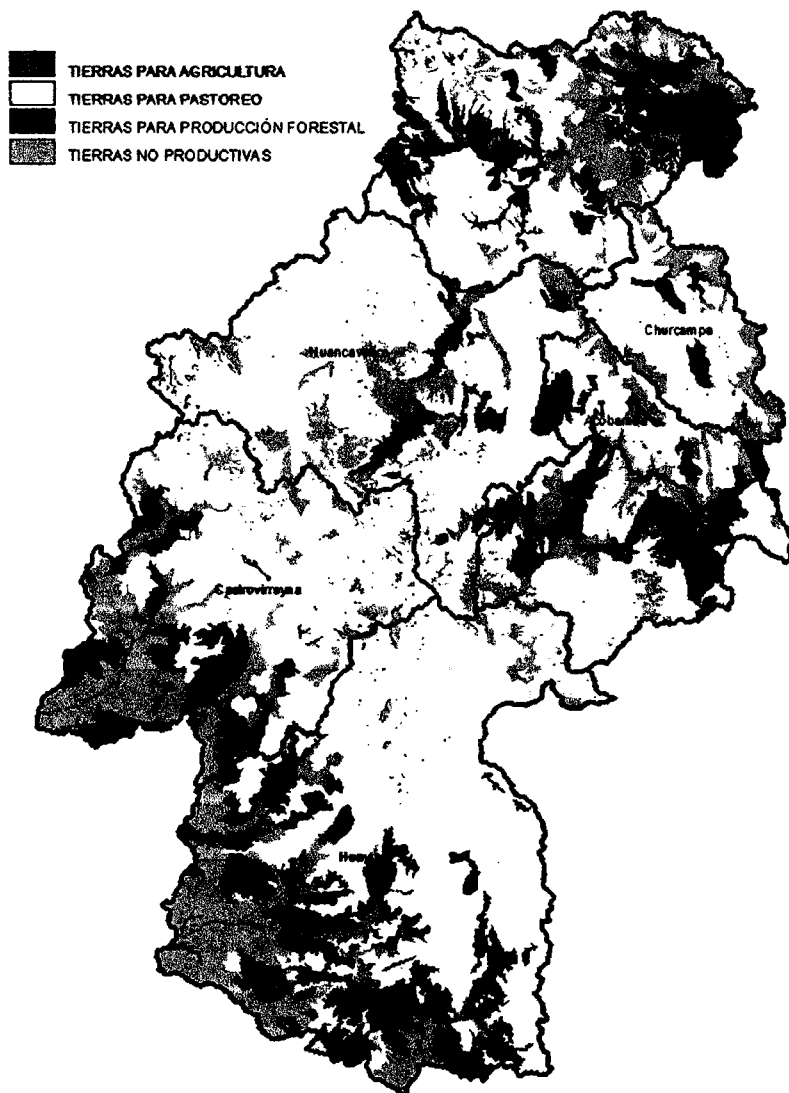 TIERRAS PARA AGRICULTURA
TIERRAS PARA PASTOREO
TIERRAS PARA PRODUCCIÓN FORESTAL
TIERRAS NO PRODUCTIVAS
Churcampa
Castrovirreyna